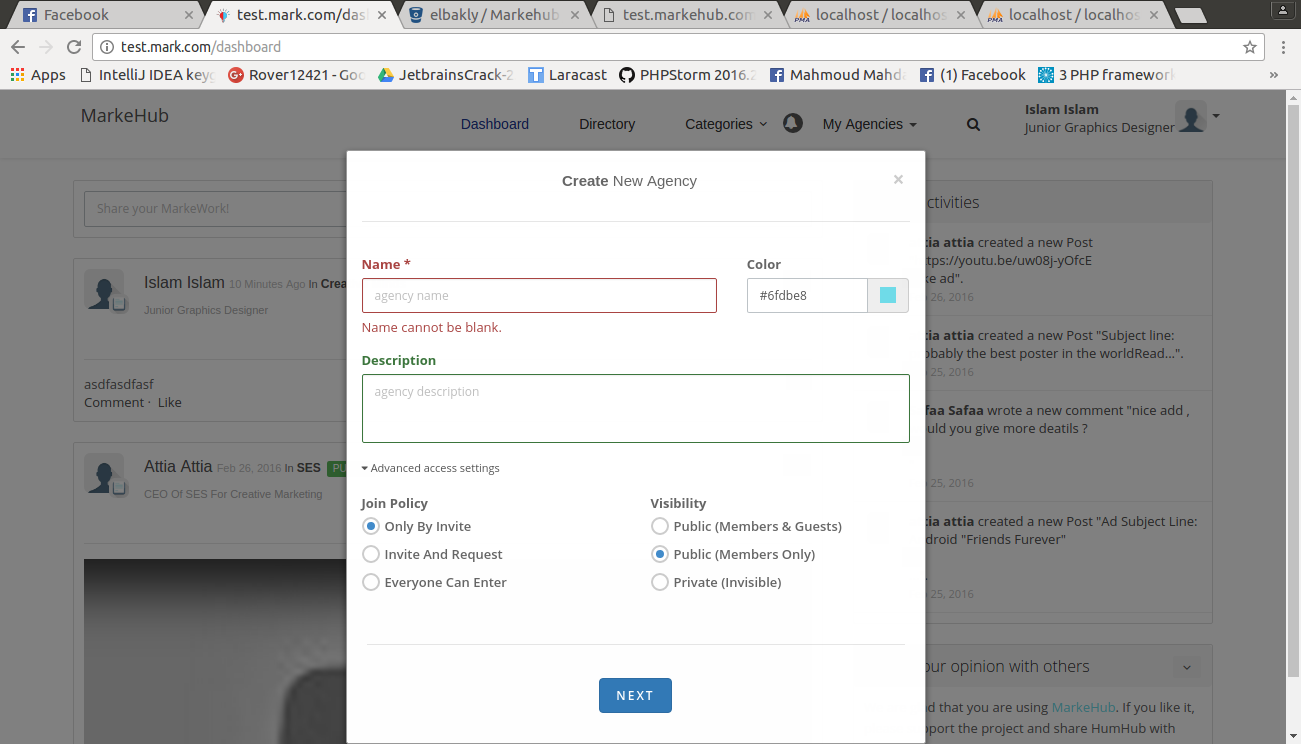 Facebook
test.mark.com/das
elbakly / Markehub
test.markehub.com
localhost / localhos
localhost / localhos
test.mark.com/dashboard
Apps
IntelliJ IDEA keyg
Rover12421 - Goo
JetbrainsCrack-2
Laracast
PHPStorm 2016.2
Mahmoud Mahda
(1) Facebook
3 PHP framework
»
MarkeHub
Dashboard
Directory
Categories
My Agencies
Islam Islam
Junior Graphics Designer
Create New Agency
×
Share your MarkeWork!
Islam Islam 10 Minutes Ago In Crea
Junior Graphics Designer
asdfasdfasf
Comment · Like
Attia Attia Feb 26, 2016 In SES PU
CEO Of SES For Creative Marketing
Name *
agency name
Name cannot be blank.
Color
#6fdbe8
Description
agency description
Advanced access settings
Join Policy
Only By Invite
Invite And Request
Everyone Can Enter
Visibility
Public (Members & Guests)
Public (Members Only)
Private (Invisible)
NEXT
ctivities
ia attia created a new Post
ttps://youtu.be/uw08j-yOfcE
ke ad".
26, 2016
ia attia created a new Post "Subject line:
obably the best poster in the worldRead...".
25, 2016
faa Safaa wrote a new comment "nice add ,
uld you give more deatils ?
25, 2016
ia attia created a new Post "Ad Subject Line:
droid "Friends Furever"
25, 2016
our opinion with others
d that you are using MarkeHub. If you like it,
pport the project and share HumHub with